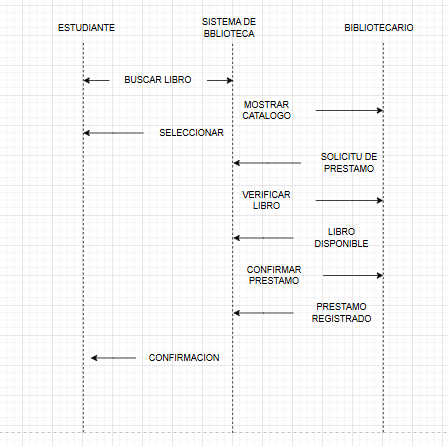 ESTUDIANTE
SISTEMA DE
BBLIOTECA
BIBLIOTECARIO
BUSCAR LIBRO
MOSTRAR
CATALOGO
SELECCIONAR
SOLICITU DE
PRESTAMO
VERIFICAR
LIBRO
LIBRO
DISPONIBLE
CONFIRMAR
PRESTAMO
PRESTAMO
REGISTRADO
CONFIRMACION